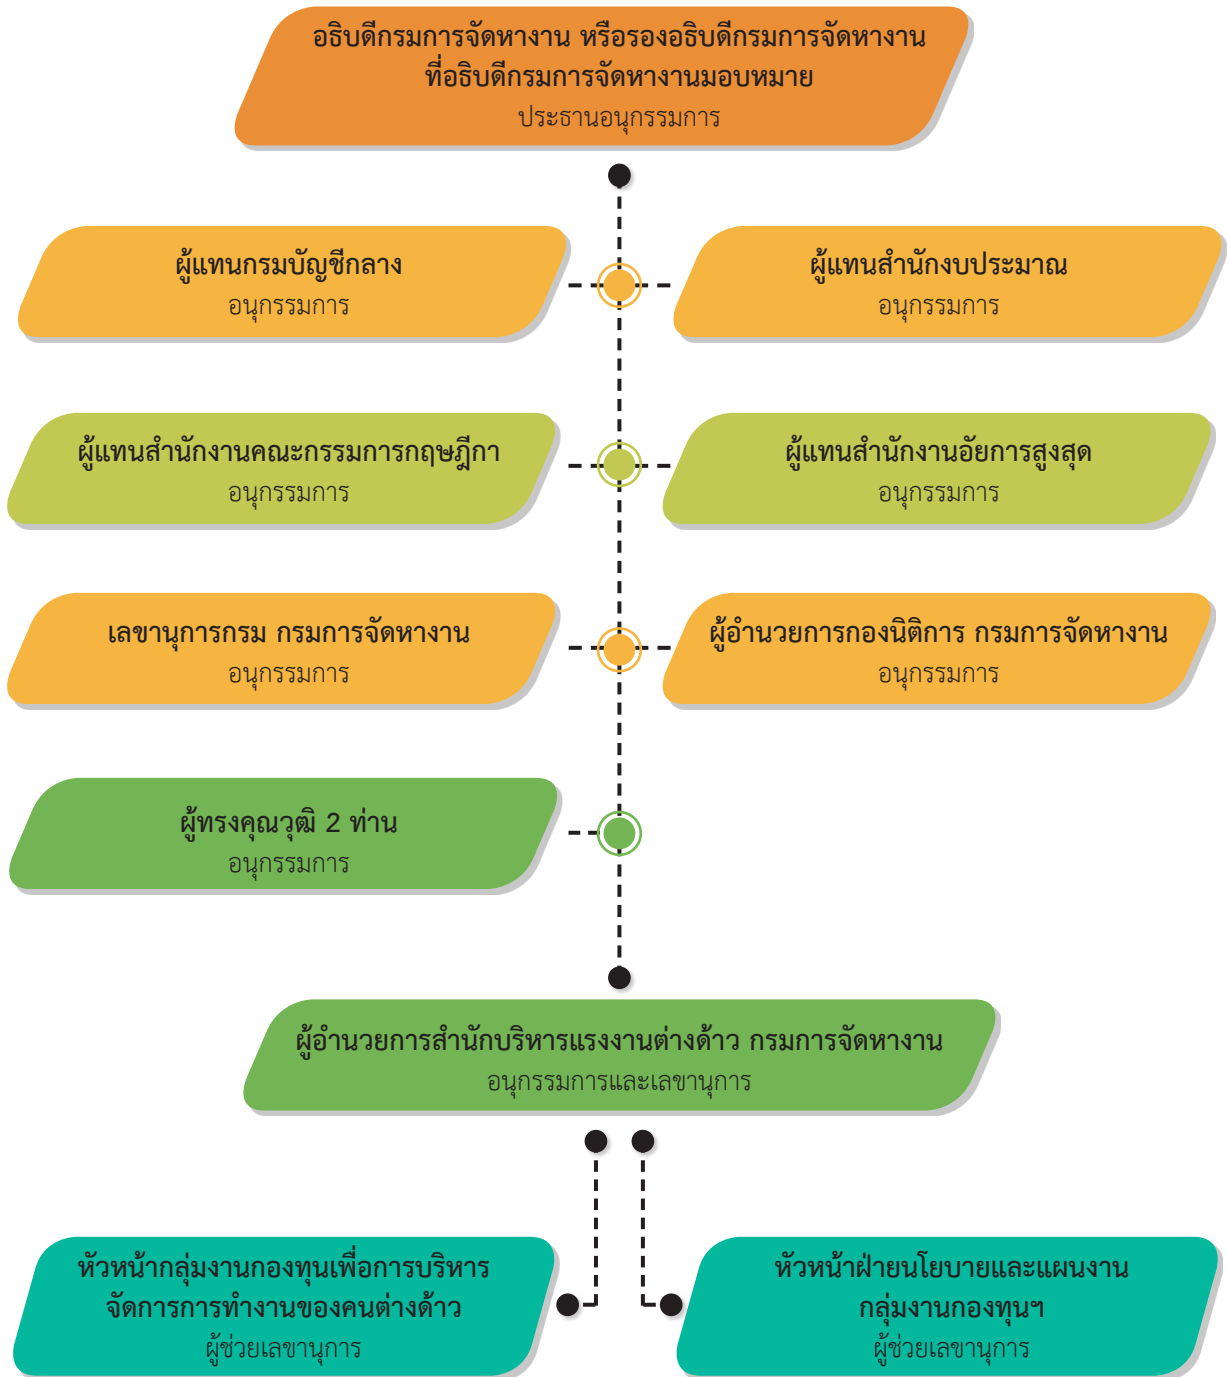 อธิบดีกรมการจัดหางาน หรือรองอธิบดีกรมการจัดหางาน
ที่อธิบดีกรมการจัดหางานมอบหมาย
ประธานอนุกรรมการ
ผู้แทนกรมบัญชีกลาง
อนุกรรมการ
ผู้แทนสำนักงบประมาณ
อนุกรรมการ
ผู้แทนสำนักงานคณะกรรมการกฤษฎีกา
อนุกรรมการ
ผู้แทนสำนักงานอัยการสูงสุด
อนุกรรมการ
เลขานุการกรม กรมการจัดหางาน
อนุกรรมการ
ผู้อำนวยการกองนิติการ กรมการจัดหางาน
อนุกรรมการ
ผู้ทรงคุณวุฒิ 2 ท่าน
อนุกรรมการ
ผู้อำนวยการสำนักบริหารแรงงานต่างด้าว กรมการจัดหางาน
อนุกรรมการและเลขานุการ
หัวหน้ากลุ่มงานกองทุนเพื่อการบริหาร
จัดการการทำงานของคนต่างด้าว
ผู้ช่วยเลขานุการ
หัวหน้าฝ่ายนโยบายและแผนงาน
กลุ่มงานกองทุนฯ
ผู้ช่วยเลขานุการ